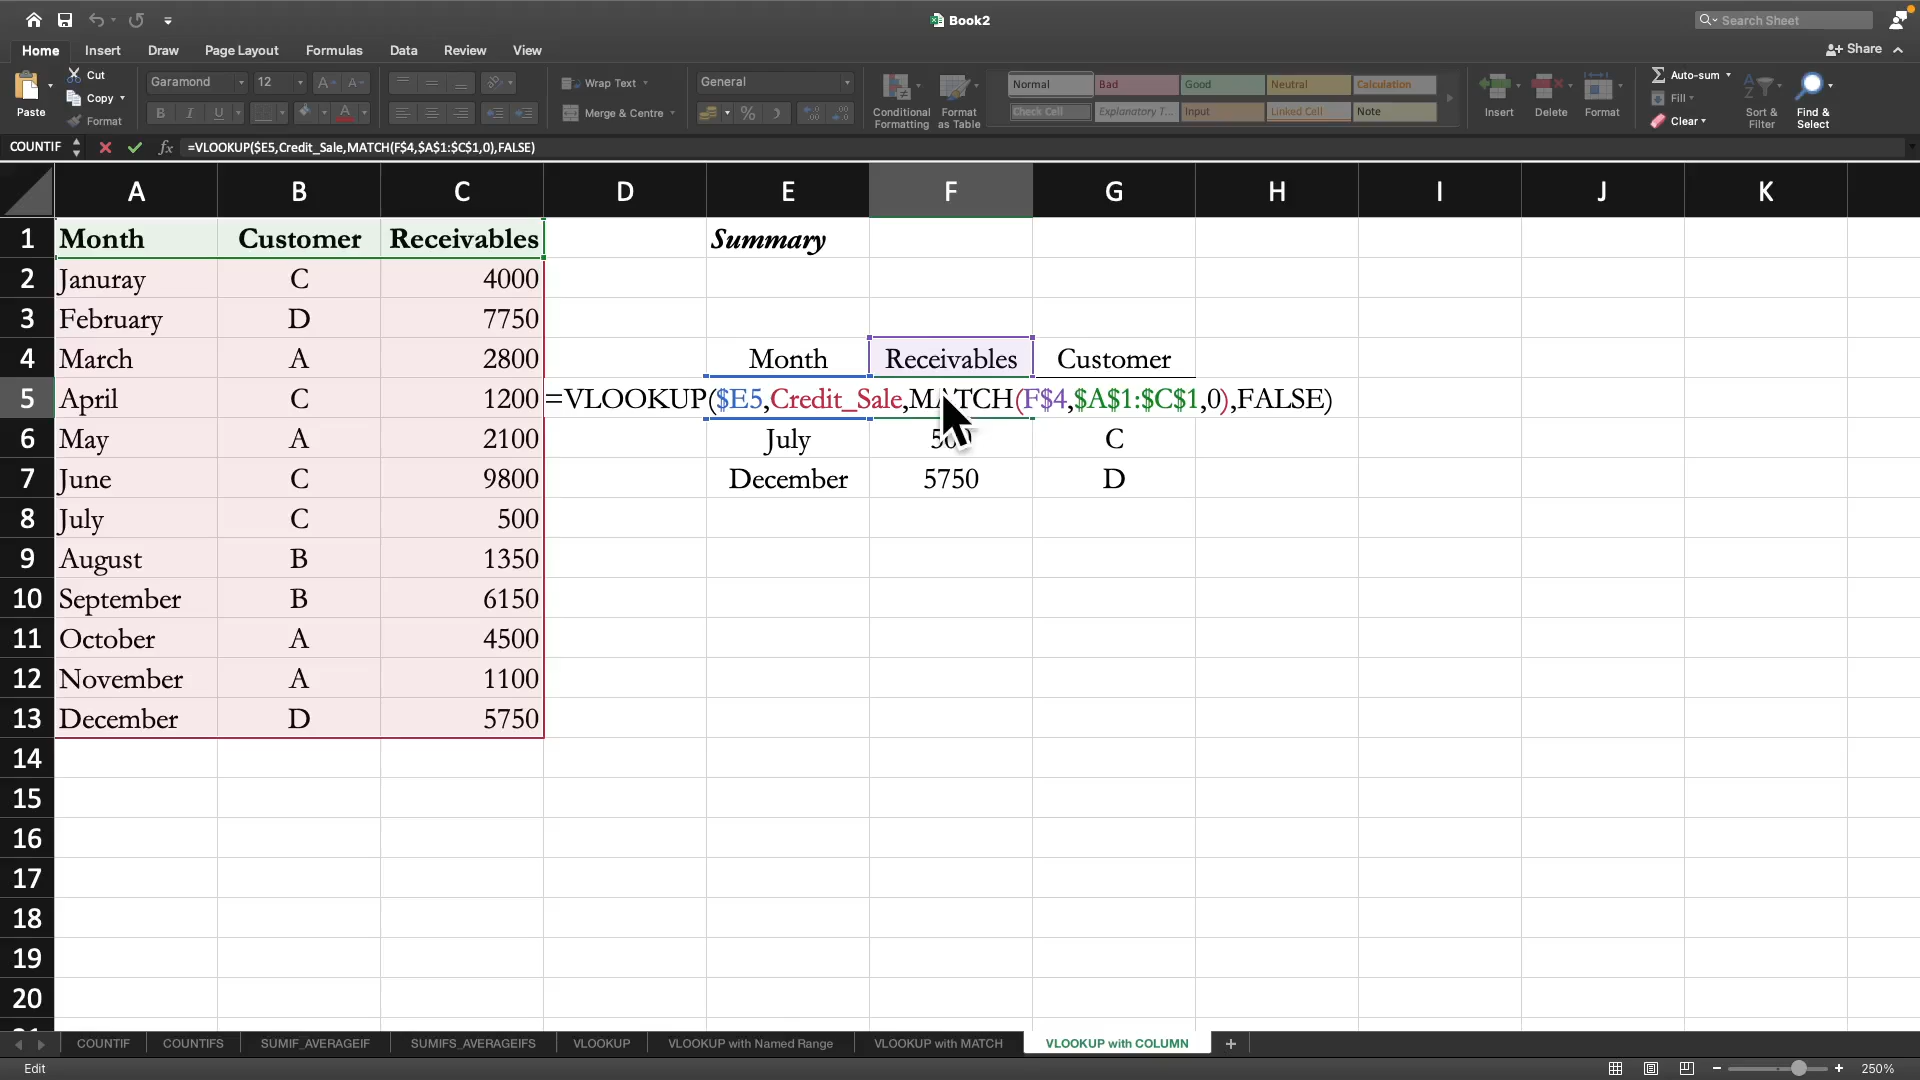 Book2
Search Sheet
Home Insert Draw Page Layout Formulas Data Review View
Share
Paste
Cut
Copy
Format
Garamond 12
B I U
Wrap Text
Merge & Centre
General
Conditional Formatting
Format as Table
Normal Bad Good Neutral Calculation
Check Cell Explanatory T... Input Linked Cell Note
Insert Delete Format
Auto-sum
Fill
Clear
Sort & Filter
Find & Select
COUNTIF fx =VLOOKUP($E5,Credit_Sale,MATCH(F$4,$A$1:$C$1,0),FALSE)
A B C D E F G H I J K
1 Month Customer Receivables Summary
2 Januray C 4000
3 February D 7750
4 March A 2800 Month Receivables Customer
5 April C 1200 =VLOOKUP($E5,Credit_Sale,MATCH(F$4,$A$1:$C$1,0),FALSE)
6 May A 2100 July 500 C
7 June C 9800 December 5750 D
8 July C 500
9 August B 1350
10 September B 6150
11 October A 4500
12 November A 1100
13 December D 5750
14
15
16
17
18
19
20
COUNTIF COUNTIFS SUMIF_AVERAGEIF SUMIFS_AVERAGEIFS VLOOKUP VLOOKUP with Named Range VLOOKUP with MATCH VLOOKUP with COLUMN +
Edit
250%